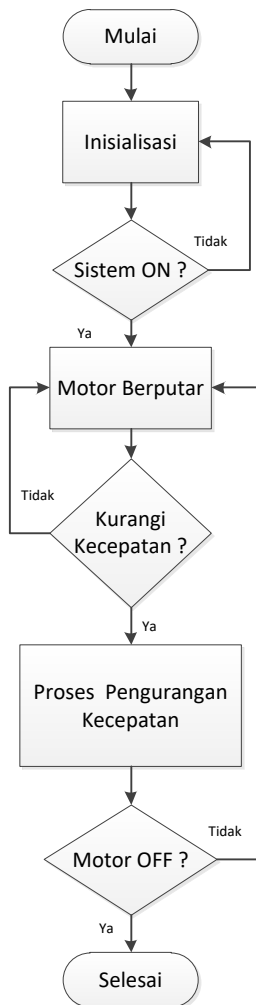 Mulai
Inisialisasi
Tidak
Sistem ON ?
Ya
Motor Berputar
Tidak
Kurangi
Kecepatan ?
Ya
Proses Pengurangan
Kecepatan
Tidak
Motor OFF ?
Ya
Selesai